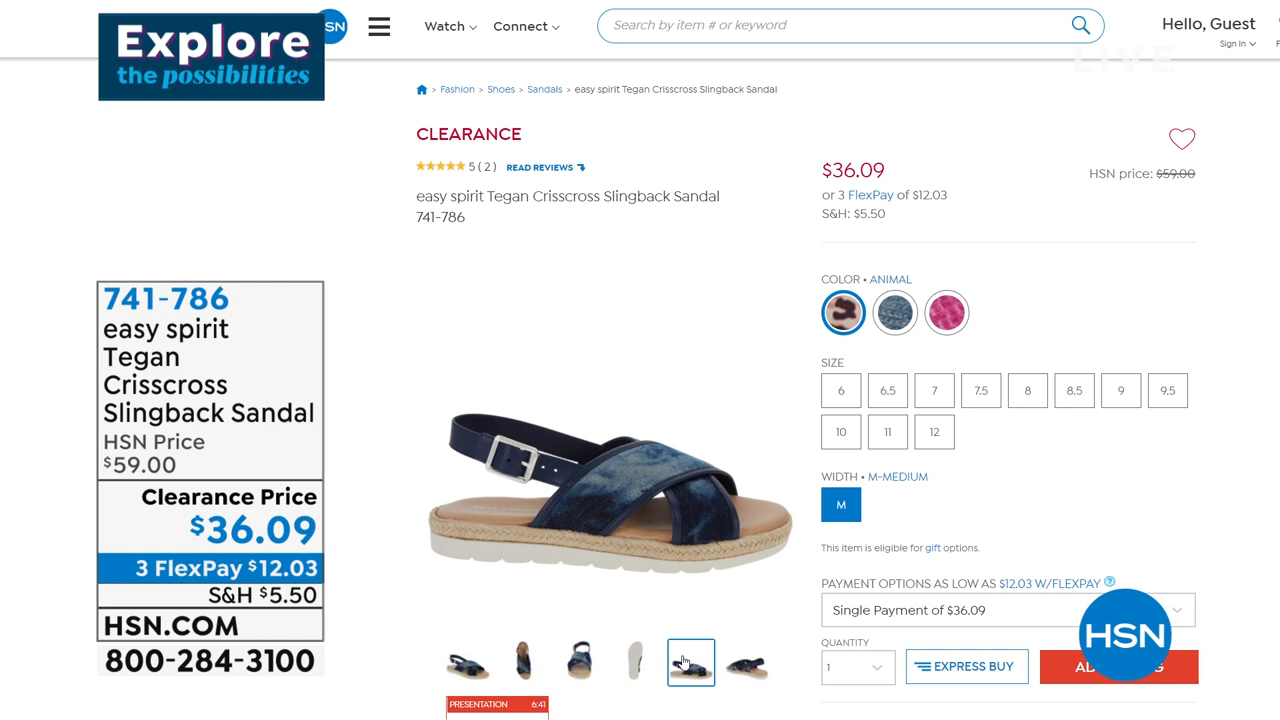 Explore
the possibilities
SN
Watch
Connect
Search by item # or keyword
Hello, Guest
Sign In
LIVE
> Fashion > Shoes > Sandals > easy spirit Tegan Crisscross Slingback Sandal
CLEARANCE
5 ( 2 ) READ REVIEWS
easy spirit Tegan Crisscross Slingback Sandal
741-786
$36.09
HSN price: $59.00
or 3 FlexPay of $12.03
S&H: $5.50
COLOR • ANIMAL
SIZE
6 6.5 7 7.5 8 8.5 9 9.5
10 11 12
WIDTH • M-MEDIUM
M
This item is eligible for gift options.
PAYMENT OPTIONS AS LOW AS $12.03 W/FLEXPAY ?
Single Payment of $36.09
QUANTITY
1
EXPRESS BUY
HSN
741-786
easy spirit
Tegan
Crisscross
Slingback Sandal
HSN Price
$59.00
Clearance Price
$36.09
3 FlexPay $12.03
S&H $5.50
HSN.COM
800-284-3100
PRESENTATION 6:41